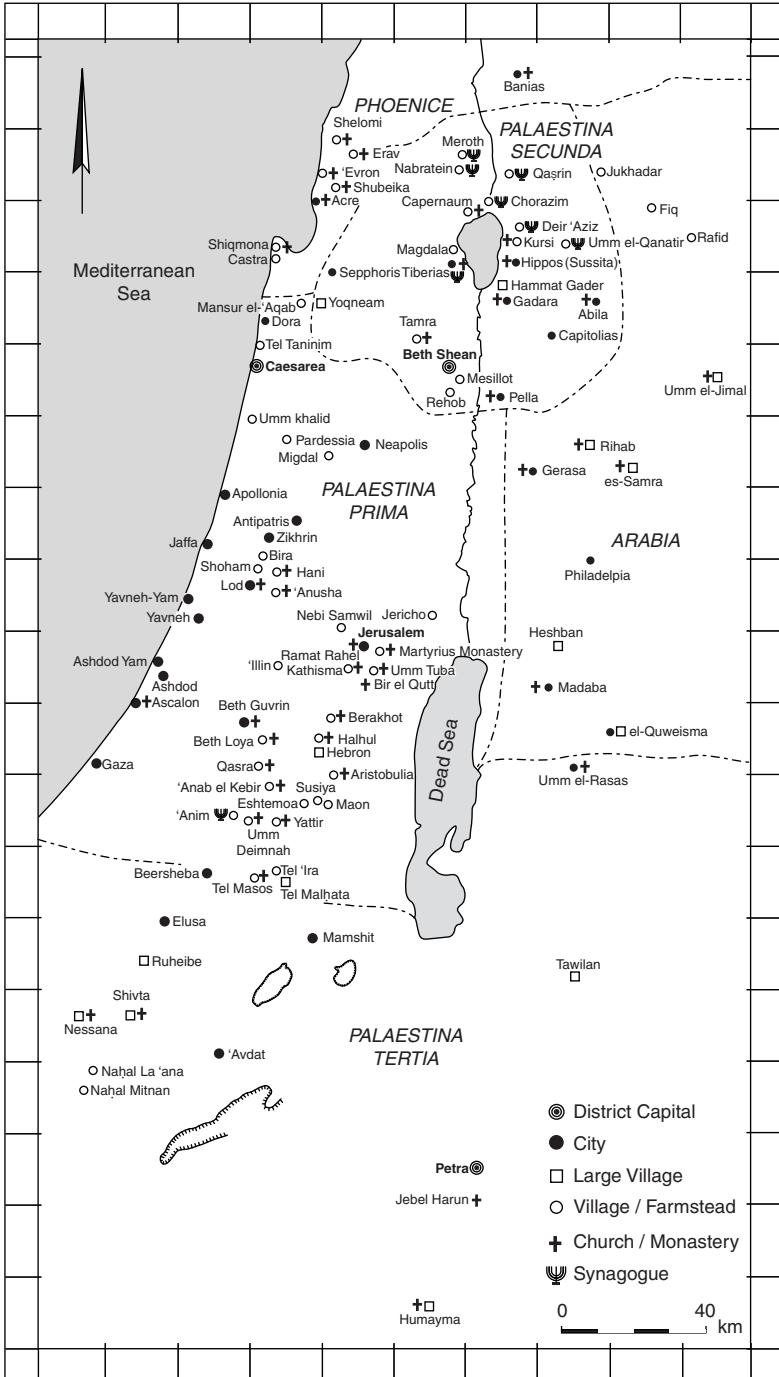 Banias
PHOENICE
Shelomi
PALAESTINA
SECUNDA
Meroth
Erav
Nabratein
Qaṣrin
Jukhadar
‘Evron
Shubeika
Acre
Capernaum
Chorazim
Fiq
Deir ‘Aziz
Shiqmona
Castra
Magdala
Kursi
Umm el-Qanatir
Rafid
Mediterranean
Sea
Sepphoris
Tiberias
Hippos (Sussita)
Hammat Gader
Mansur el-‘Aqab
Yoqneam
Gadara
Abila
Dora
Tamra
Capitolias
Tel Taninim
Beth Shean
Caesarea
Mesillot
Rehob
Pella
Umm el-Jimal
Umm khalid
Pardessia
Neapolis
Migdal
Rihab
Gerasa
es-Samra
Apollonia
PALAESTINA
PRIMA
Antipatris
Zikhrin
Jaffa
ARABIA
Bira
Shoham
Hani
Philadelpia
Lod
‘Anusha
Yavneh-Yam
Yavneh
Nebi Samwil
Jericho
Jerusalem
Heshban
Martyrius Monastery
Ramat Rahel
‘Illin
Kathisma
Umm Tuba
Ashdod Yam
Ashdod
Bir el Qutt
Madaba
Ascalon
Beth Guvrin
Berakhot
el-Quweisma
Beth Loya
Halhul
Hebron
Gaza
Qasra
Aristobulia
Umm el-Rasas
Dead Sea
‘Anab el Kebir
Susiya
Eshtemoa
Maon
‘Anim
Umm
Deimnah
Yattir
Beersheba
Tel ‘Ira
Tel Masos
Tel Malhata
Elusa
Mamshit
Ruheibe
Tawilan
Shivta
Nessana
PALAESTINA
TERTIA
‘Avdat
Naḥal La ‘ana
Naḥal Mitnan
District Capital
City
Petra
Large Village
Jebel Harun
Village / Farmstead
Church / Monastery
Synagogue
Humayma
0 40
km